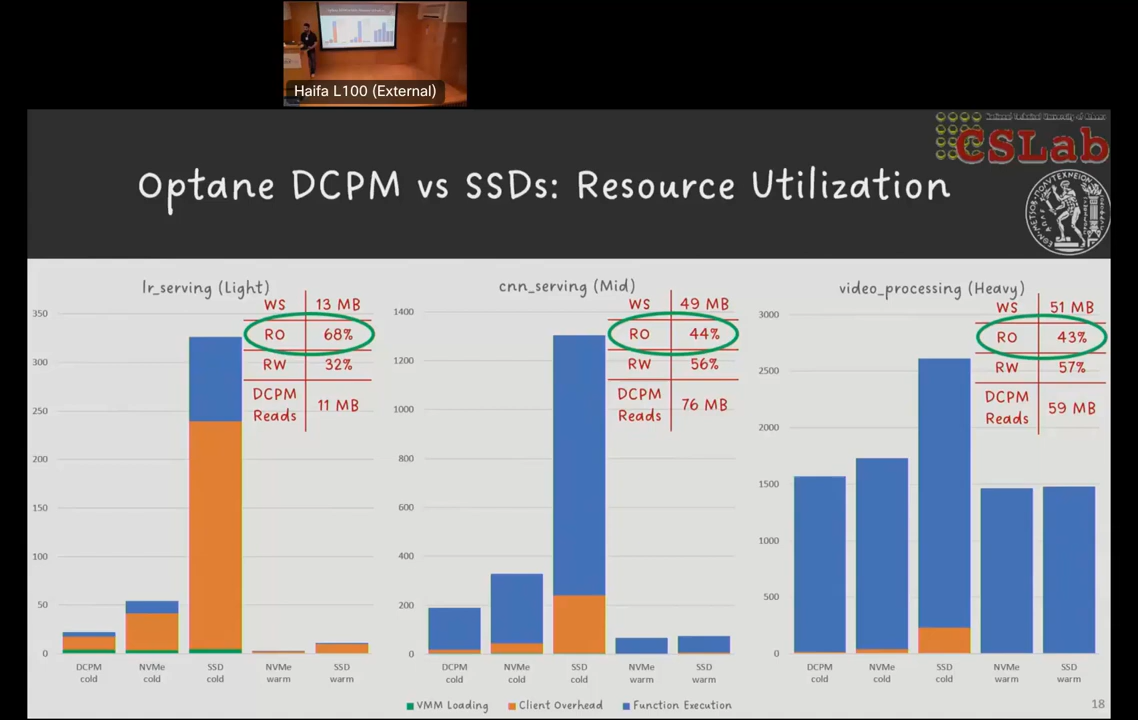 Haifa L100 (External)
National Technical University of Athens
CSLab
Optane DCPM vs SSDs: Resource Utilization
lr_serving (Light)
WS 13 MB
RO 68%
RW 32%
DCPM Reads 11 MB
350
300
250
200
150
100
50
0
DCPM cold
NVMe cold
SSD cold
NVMe warm
SSD warm
cnn_serving (Mid)
WS 49 MB
RO 44%
RW 56%
DCPM Reads 76 MB
1400
1200
1000
800
600
400
200
0
DCPM cold
NVMe cold
SSD cold
NVMe warm
SSD warm
video_processing (Heavy)
WS 51 MB
RO 43%
RW 57%
DCPM Reads 59 MB
3000
2500
2000
1500
1000
500
0
DCPM cold
NVMe cold
SSD cold
NVMe warm
SSD warm
VMM Loading
Client Overhead
Function Execution
18